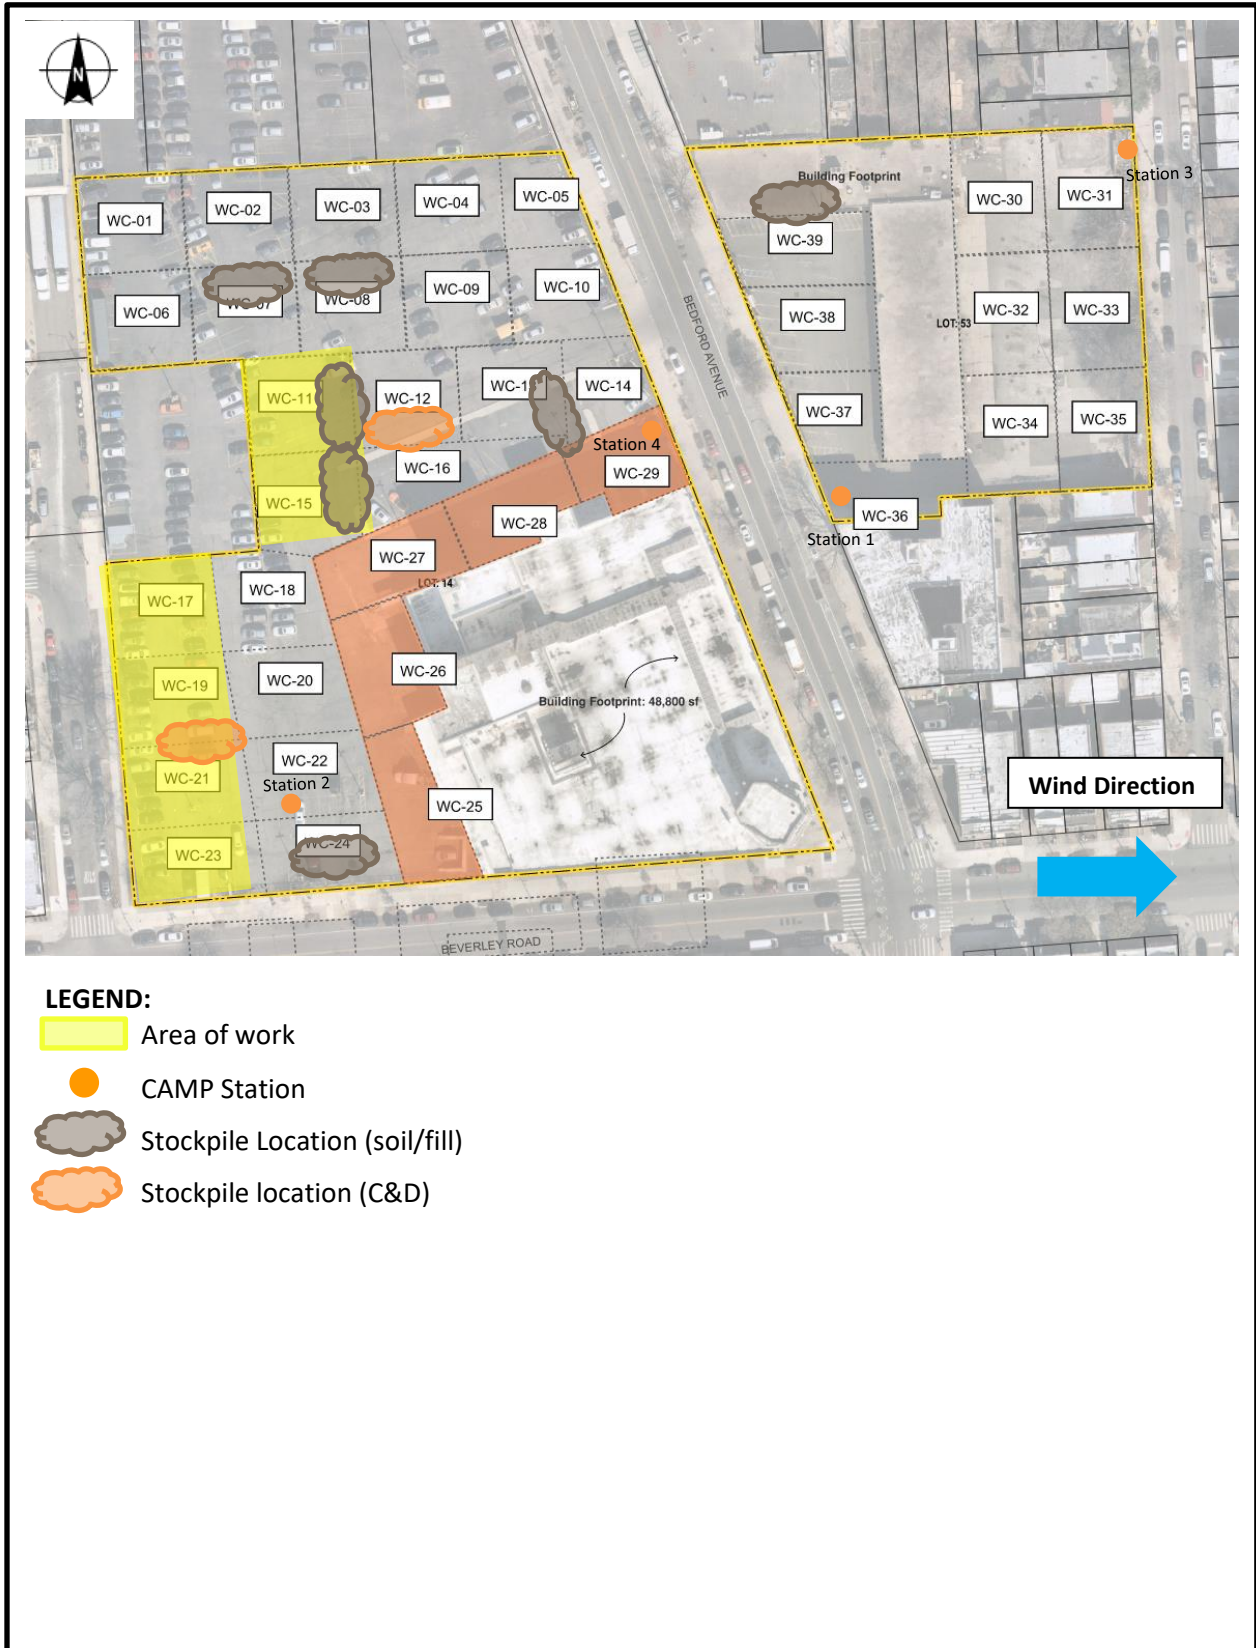 N
Building Footprint
Station 3
WC-01
WC-02
WC-03
WC-04
WC-05
WC-30
WC-31
WC-39
WC-06
WC-07
WC-08
WC-09
WC-10
WC-38
LOT: 53
WC-32
WC-33
BEDFORD AVENUE
WC-11
WC-12
WC-13
WC-14
WC-37
WC-34
WC-35
Station 4
WC-15
WC-16
WC-29
WC-28
WC-36
Station 1
WC-27
LOT: 14
WC-17
WC-18
WC-19
WC-20
WC-26
Building Footprint: 48,800 sf
WC-21
WC-22
Station 2
WC-25
WC-23
WC-24
Wind Direction
BEVERLEY ROAD
LEGEND:
Area of work
CAMP Station
Stockpile Location (soil/fill)
Stockpile location (C&D)